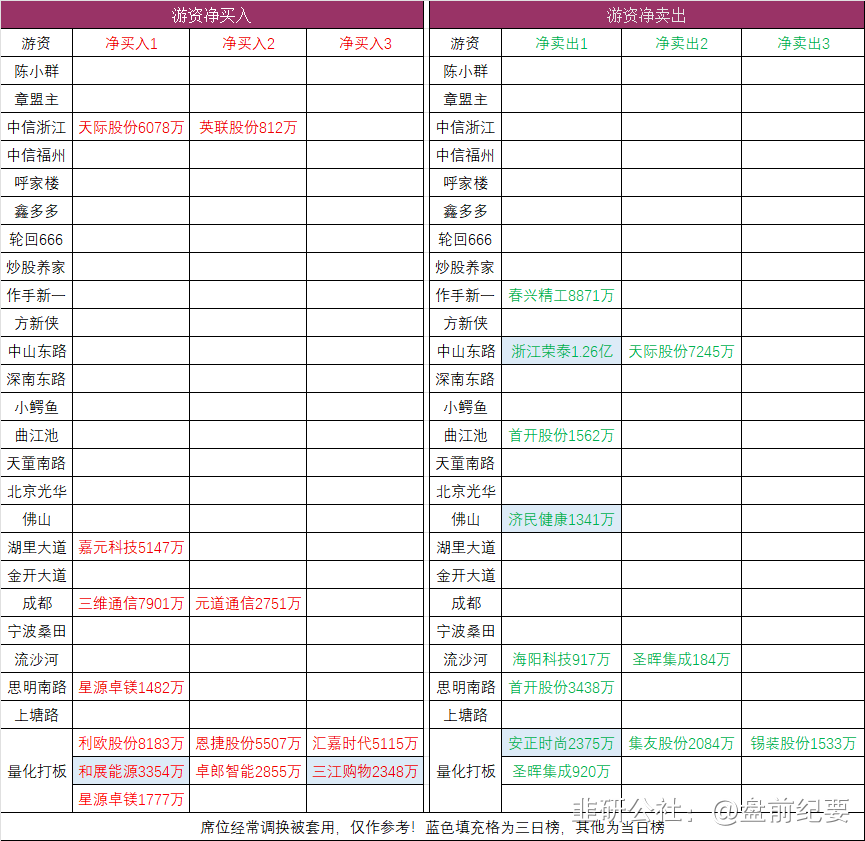 游资净买入 游资净卖出
游资 净买入1 净买入2 净买入3 游资 净卖出1 净卖出2 净卖出3
陈小群 陈小群
章盟主 章盟主
中信浙江 天际股份6078万 英联股份812万 中信浙江
中信福州 中信福州
呼家楼 呼家楼
鑫多多 鑫多多
轮回666 轮回666
炒股养家 炒股养家
作手新一 作手新一 春兴精工8871万
方新侠 方新侠
中山东路 中山东路 浙江荣泰1.26亿 天际股份7245万
深南东路 深南东路
小鳄鱼 小鳄鱼
曲江池 曲江池 首开股份1562万
天童南路 天童南路
北京光华 北京光华
佛山 佛山 济民健康1341万
湖里大道 嘉元科技5147万 湖里大道
金开大道 金开大道
成都 三维通信7901万 元道通信2751万 成都
宁波桑田 宁波桑田
流沙河 流沙河 海阳科技917万 圣晖集成184万
思明南路 星源卓镁1482万 思明南路 首开股份3438万
上塘路 上塘路
利欧股份8183万 恩捷股份5507万 汇嘉时代5115万 安正时尚2375万 集友股份2084万 锡装股份1533万
量化打板 和展能源3354万 卓郎智能2855万 三江购物2348万 量化打板 圣晖集成920万
星源卓镁1777万
韭研公社：@盘前纪要
席位经常调换被套用，仅作参考！蓝色填充格为三日榜，其他为当日榜